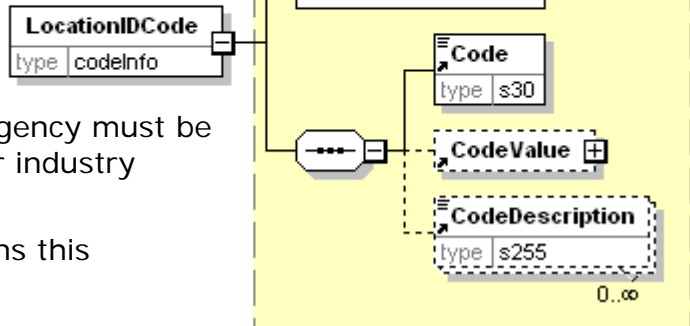 LocationIDCode
type codeInfo
gency must be
r industry
ns this
Code
type s30
CodeValue
CodeDescription
type s255
0..∞